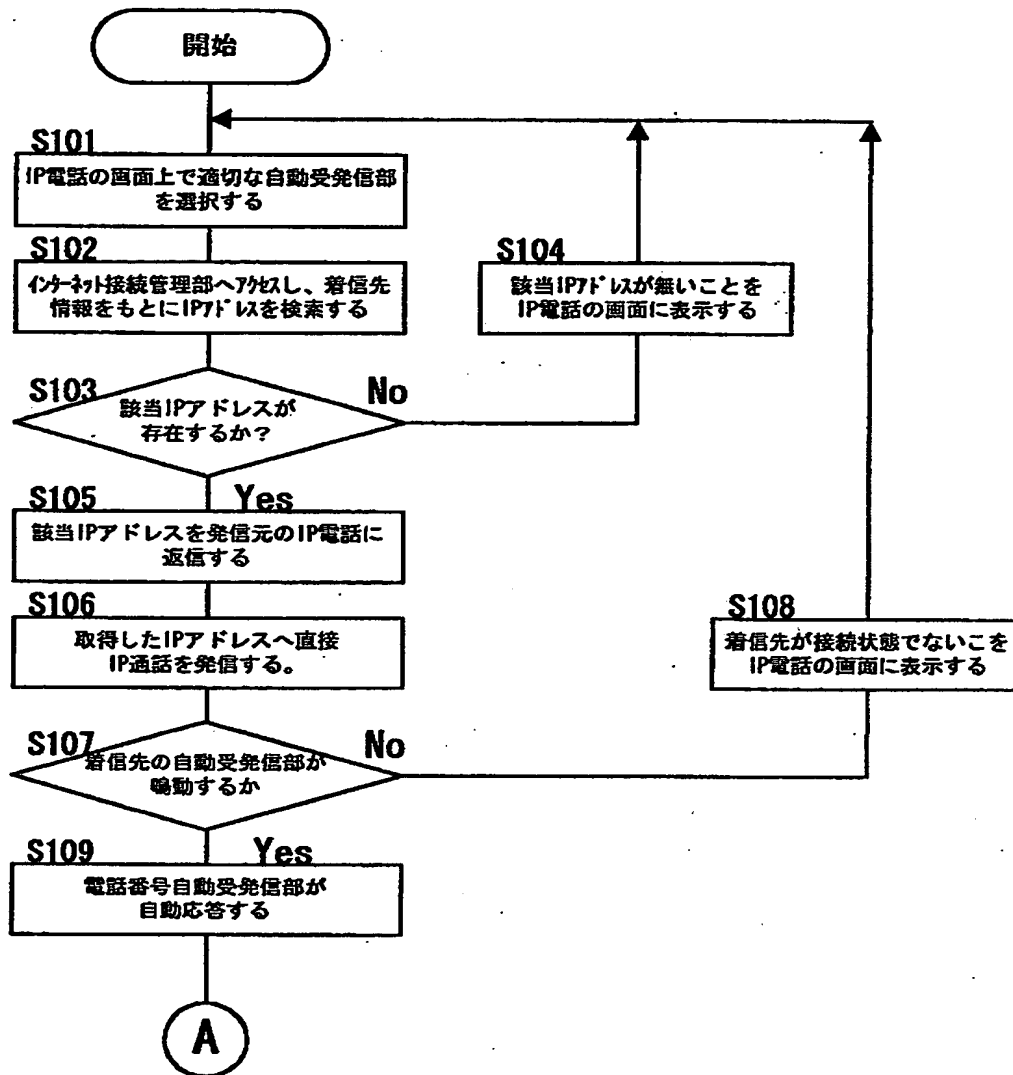 開始
S101
IP電話の画面上で適切な自動受発信部
を選択する
S102
インターネット接続管理部へアクセスし、着信先
情報をもとにIPアドレスを検索する
S103
該当IPアドレスが
存在するか？
No
S104
該当IPアドレスが無いことを
IP電話の画面に表示する
Yes
S105
該当IPアドレスを発信元のIP電話に
返信する
S106
取得したIPアドレスへ直接
IP通話を発信する。
S107
着信先の自動受発信部が
鳴動するか
No
S108
着信先が接続状態でないこを
IP電話の画面に表示する
Yes
S109
電話番号自動受発信部が
自動応答する
A